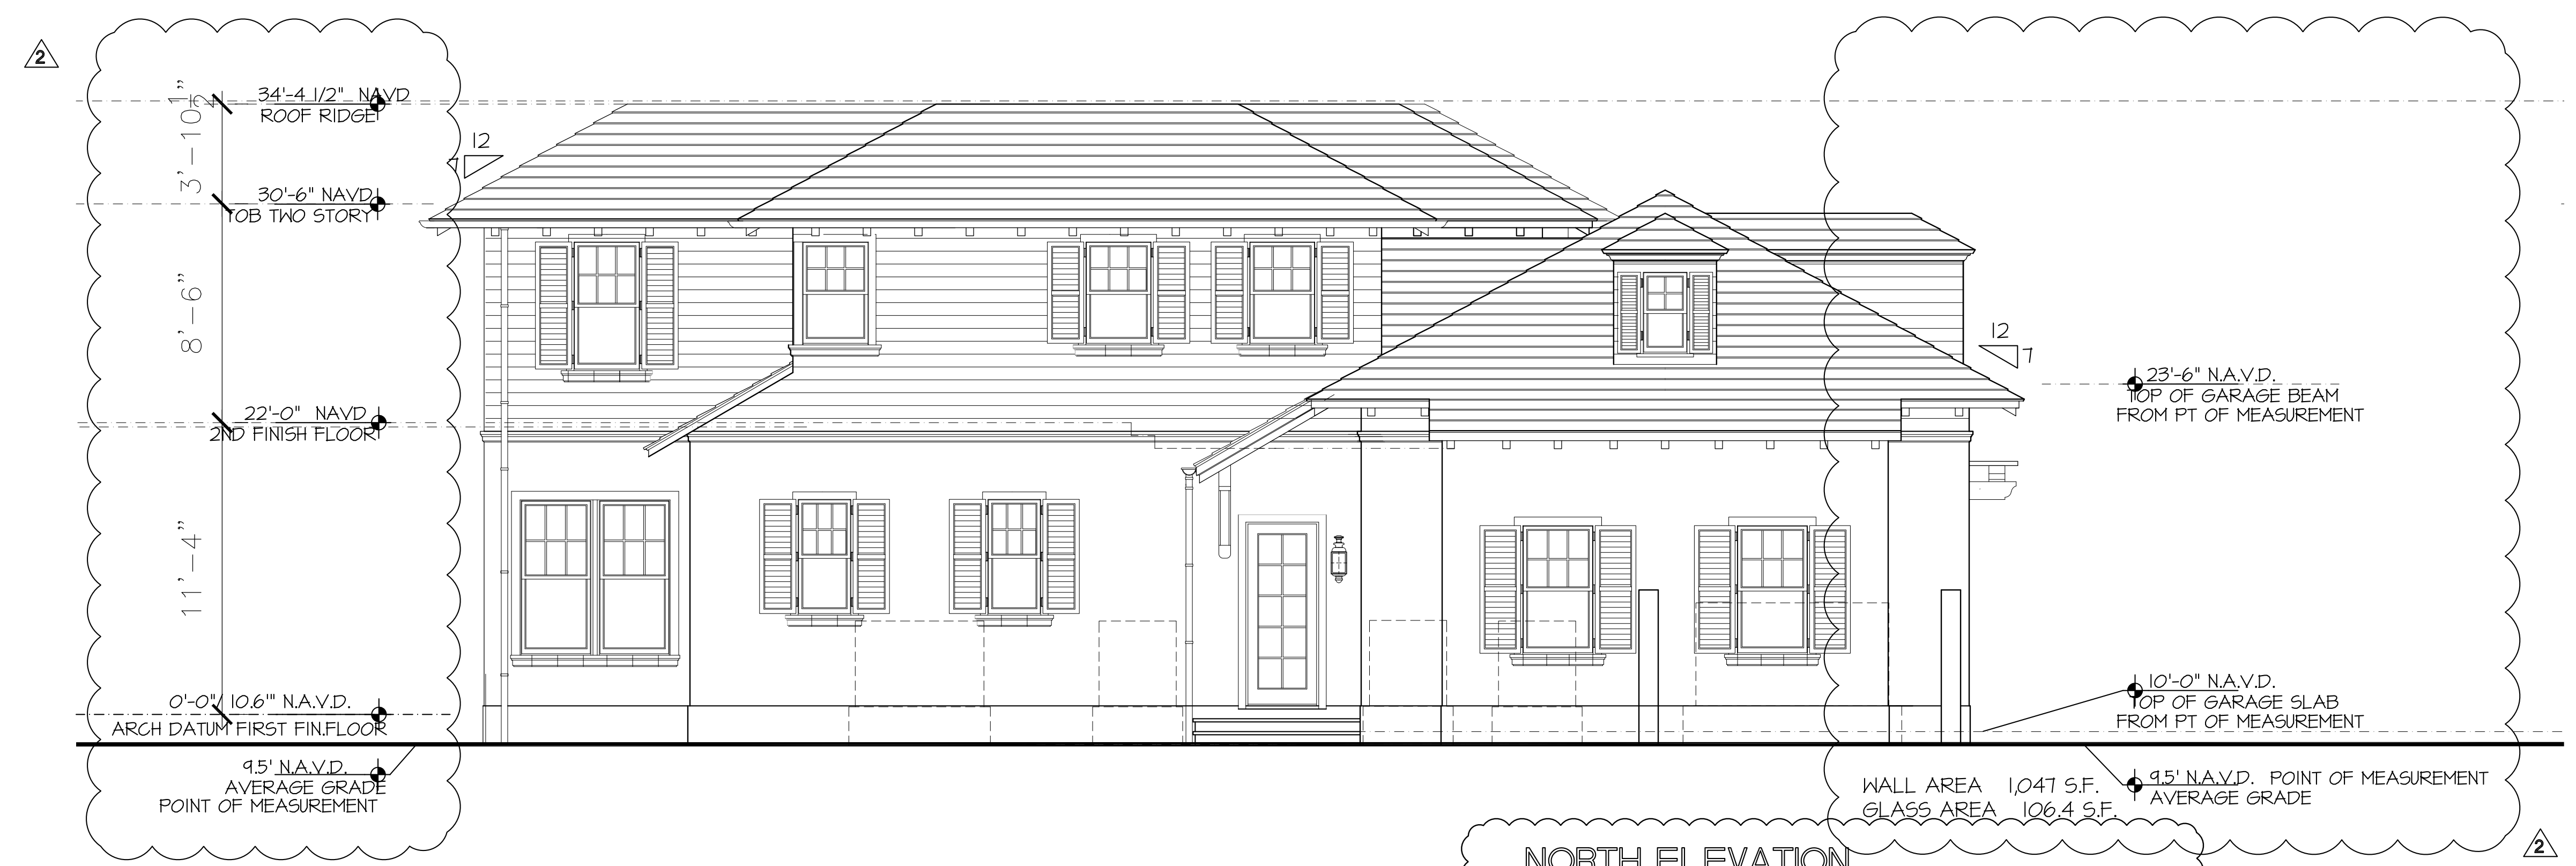 2
34'-4 1/2" NAVD
ROOF RIDGE
3'-10 1/2"
12
7
30'-6" NAVD
TOB TWO STORY
8'-6"
12
7
23'-6" N.A.V.D.
TOP OF GARAGE BEAM
FROM PT OF MEASUREMENT
22'-0" NAVD
2ND FINISH FLOOR
11'-4"
0'-0"/ 10.6'" N.A.V.D.
ARCH DATUM FIRST FIN.FLOOR
10'-0" N.A.V.D.
TOP OF GARAGE SLAB
FROM PT OF MEASUREMENT
9.5' N.A.V.D.
AVERAGE GRADE
POINT OF MEASUREMENT
WALL AREA 1,047 S.F.
GLASS AREA 106.4 S.F.
9.5' N.A.V.D. POINT OF MEASUREMENT
AVERAGE GRADE
NORTH ELEVATION
2